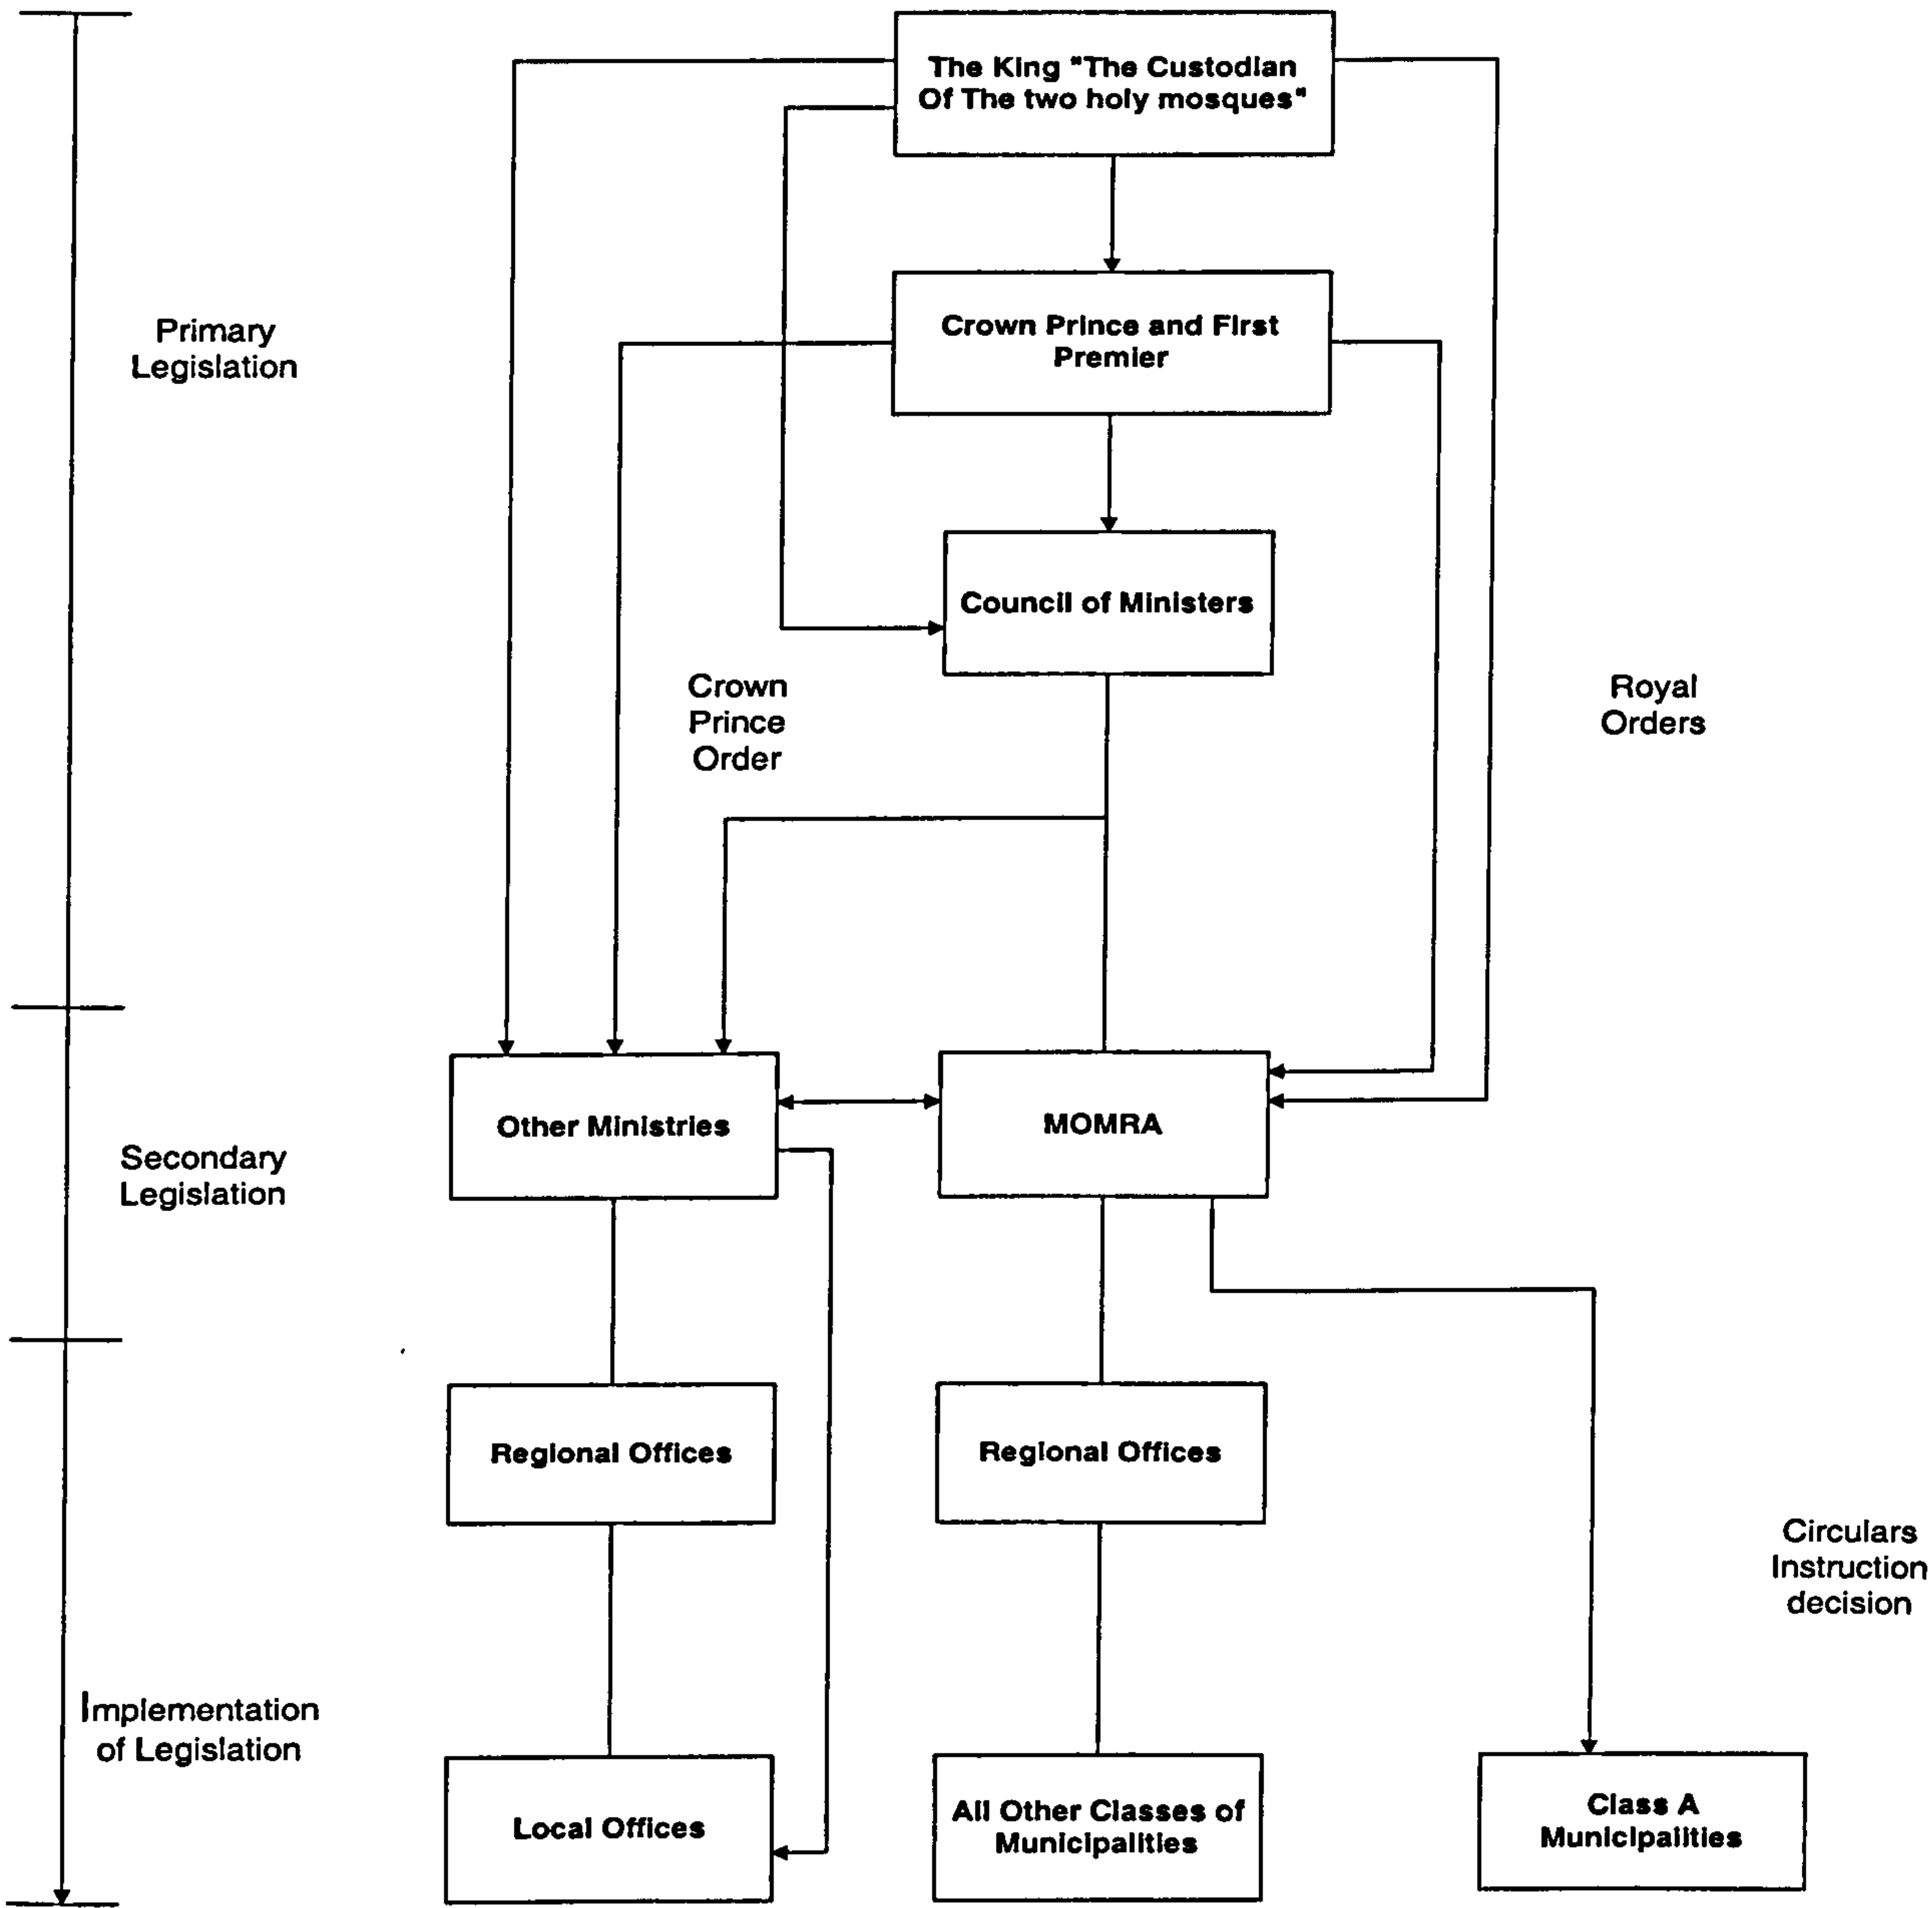 The King "The Custodian
Of The two holy mosques"
Primary
Legislation
Crown Prince and First
Premier
Council of Ministers
Crown
Prince
Order
Royal
Orders
Other Ministries
MOMRA
Secondary
Legislation
Regional Offices
Regional Offices
Circulars
Instruction
decision
Implementation
of Legislation
Local Offices
All Other Classes of
Municipalities
Class A
Municipalities